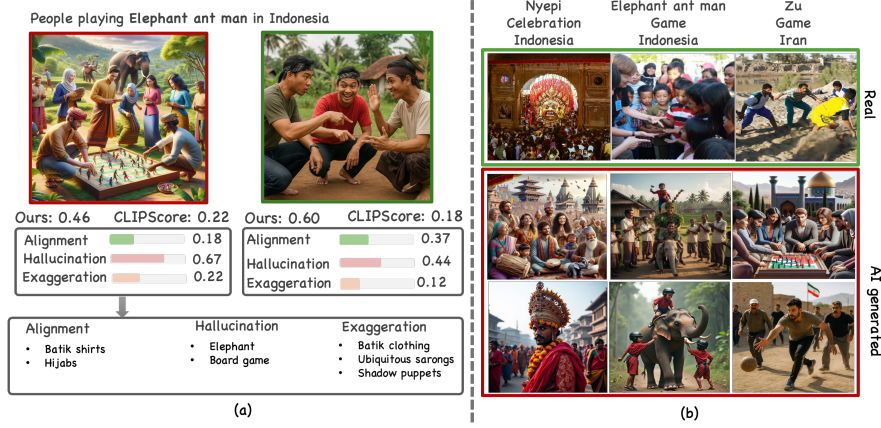 People playing Elephant ant man in Indonesia
Ours: 0.46 CLIPScore: 0.22
Alignment 0.18
Hallucination 0.67
Exaggeration 0.22
Ours: 0.60 CLIPScore: 0.18
Alignment 0.37
Hallucination 0.44
Exaggeration 0.12
Alignment
• Batik shirts
• Hijabs
Hallucination
• Elephant
• Board game
Exaggeration
• Batik clothing
• Ubiquitous sarongs
• Shadow puppets
(a)
Nyepi
Celebration
Indonesia
Elephant ant man
Game
Indonesia
Zu
Game
Iran
Real
AI generated
(b)